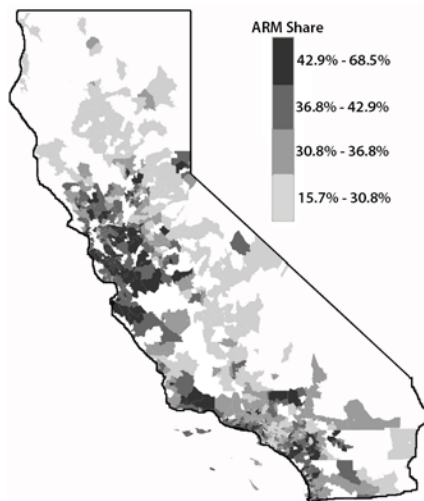 ARM Share
42.9% - 68.5%
36.8% - 42.9%
30.8% - 36.8%
15.7% - 30.8%